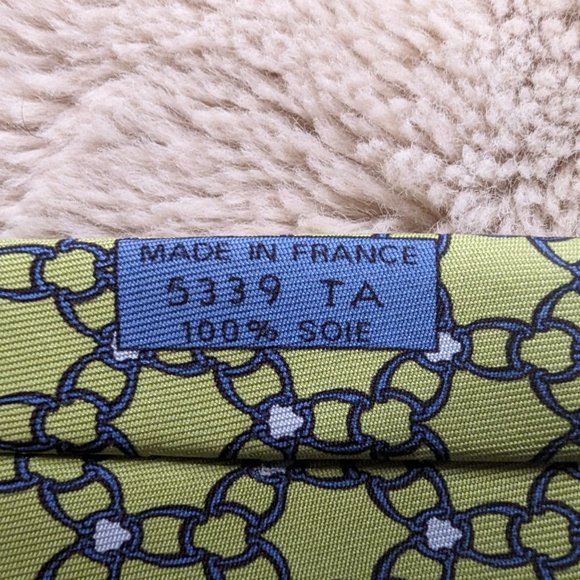 MADE IN FRANCE
5339 TA
100% SOIE